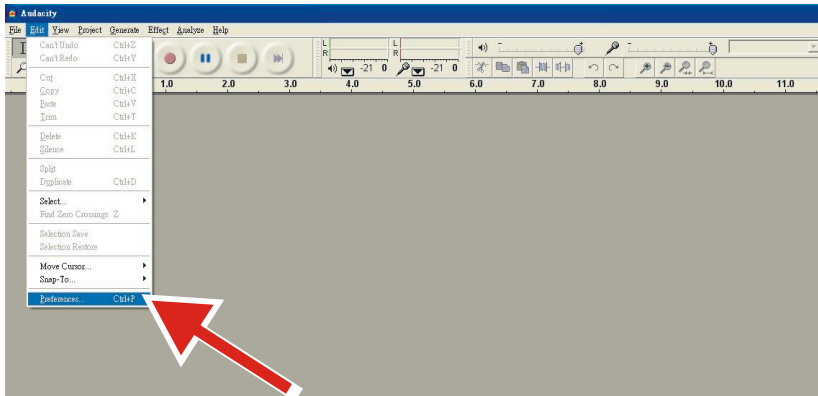 Audacity
File Edit View Project Generate Effect Analyze Help
Can't Undo Ctrl+Z
Can't Redo Ctrl+Y
Cut Ctrl+X
Copy Ctrl+C
Paste Ctrl+V
Trim Ctrl+T
Delete Ctrl+K
Silence Ctrl+L
Split
Duplicate Ctrl+D
Select...
Find Zero Crossings Z
Selection Save
Selection Restore
Move Cursor...
Snap-To...
Preferences... Ctrl+P
L L
R R
-21 0 -21 0
1.0 2.0 3.0 4.0 5.0 6.0 7.0 8.0 9.0 10.0 11.0